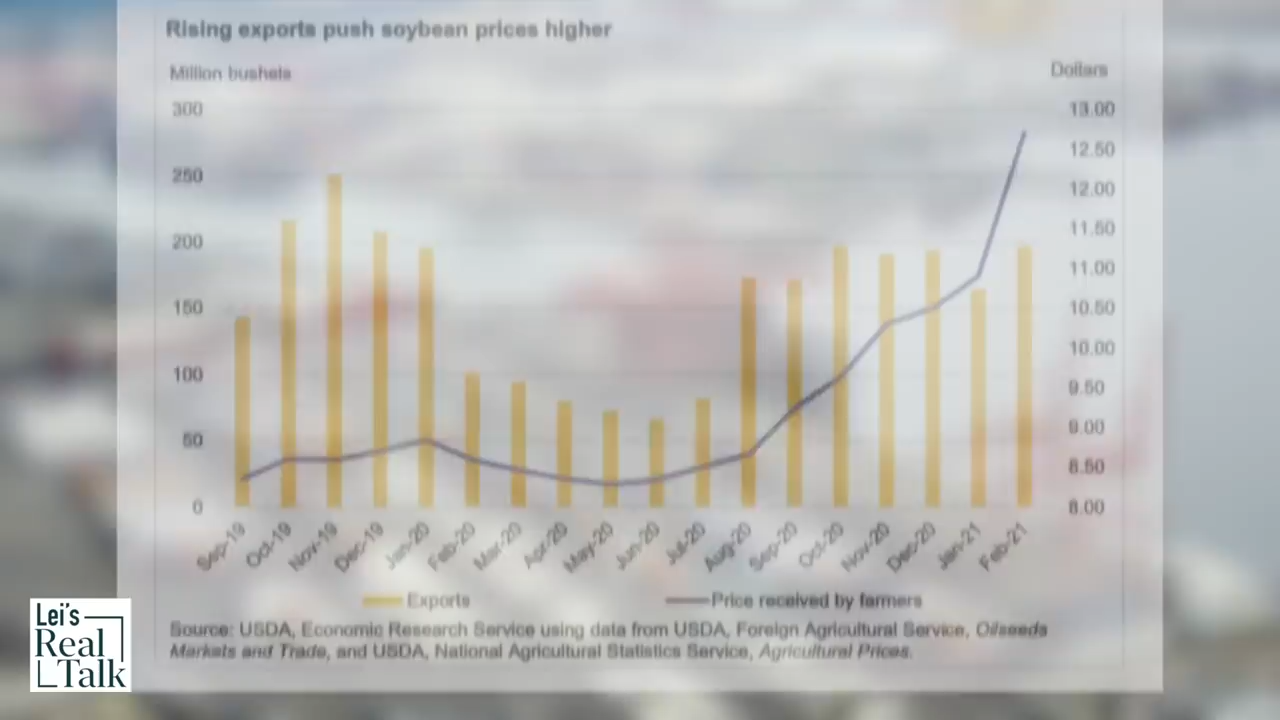 Rising exports push soybean prices higher
Million bushels
Dollars
300
250
200
150
100
50
0
13.00
12.50
12.00
11.50
11.00
10.50
10.00
9.50
9.00
8.50
8.00
Sep-19
Oct-19
Nov-19
Dec-19
Jan-20
Feb-20
Mar-20
Apr-20
May-20
Jun-20
Jul-20
Aug-20
Sep-20
Oct-20
Nov-20
Dec-20
Jan-21
Feb-21
Exports
Price received by farmers
Source: USDA, Economic Research Service using data from USDA, Foreign Agricultural Service, Oilseeds
Markets and Trade, and USDA, National Agricultural Statistics Service, Agricultural Prices.
Lei's
Real
Talk